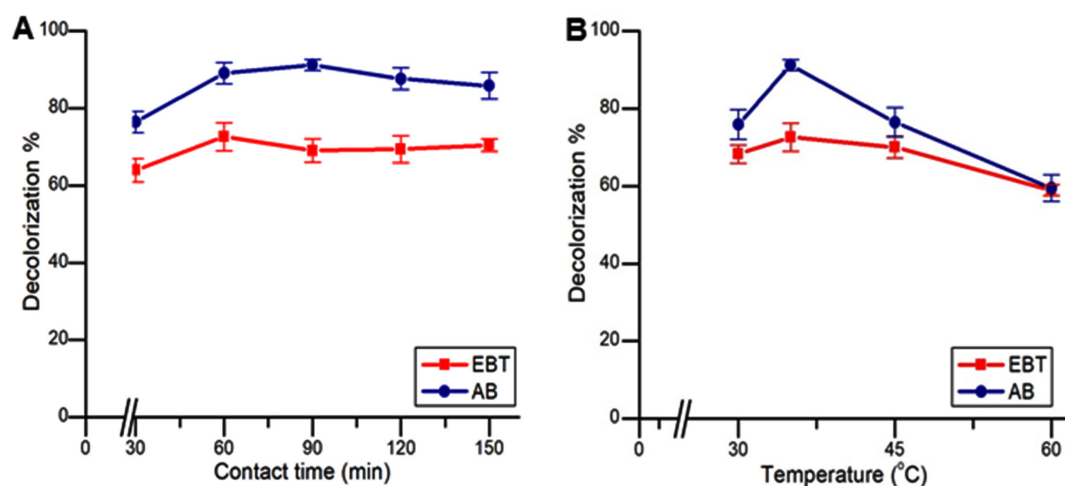 A
100
80
60
40
20
0
Decolorization %
EBT
AB
0 30 60 90 120 150
Contact time (min)
B
100
80
60
40
20
0
Decolorization %
EBT
AB
0 30 45 60
Temperature (°C)